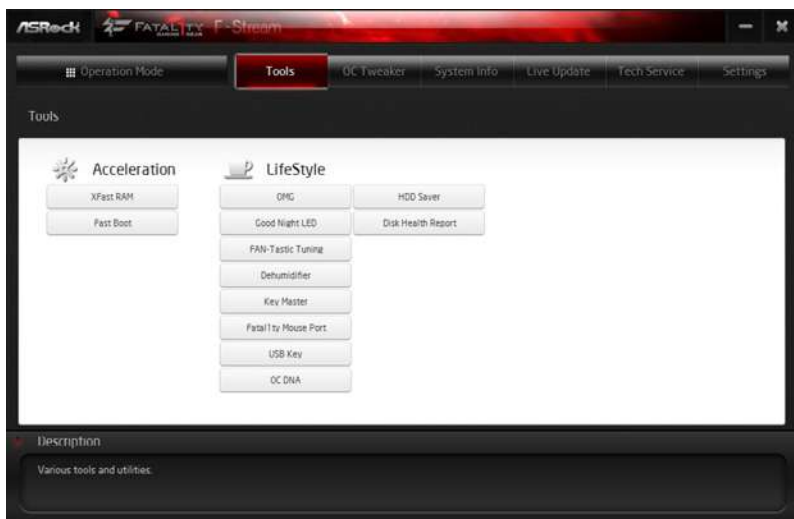 ASRock FATAL1TY GAMING GEAR F-Stream
Operation Mode Tools OC Tweaker System Info Live Update Tech Service Settings
Tools
Acceleration
XFast RAM
Fast Boot
LifeStyle
OMG
Good Night LED
FAN-Tastic Tuning
Dehumidifier
Key Master
Fatal1ty Mouse Port
USB Key
OC DNA
HDD Saver
Disk Health Report
Description
Various tools and utilities.